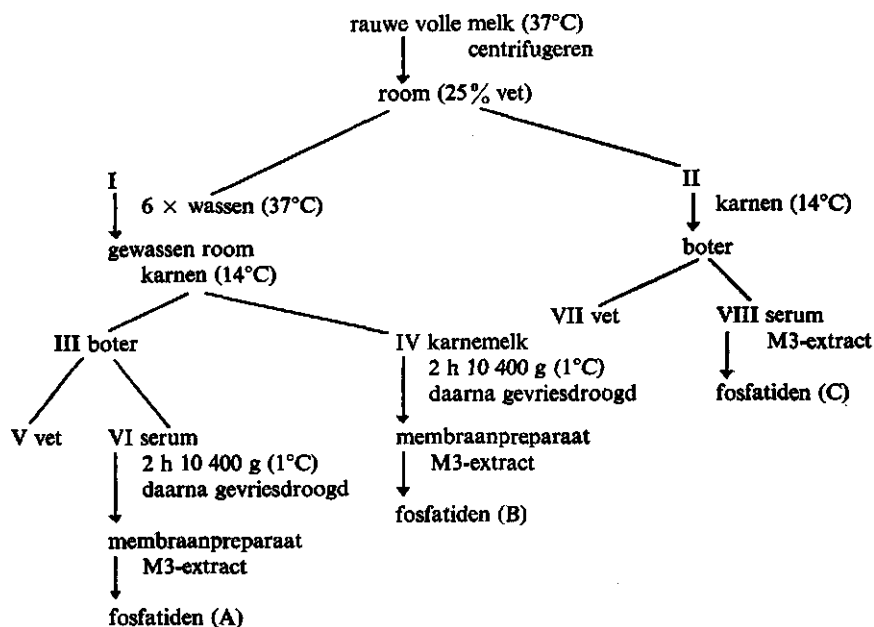 rauwe volle melk (37°C)
centrifugeren
room (25% vet)
I
6 × wassen (37°C)
gewassen room
karnen (14°C)
II
karnen (14°C)
boter
III boter
IV karnemelk
2 h 10 400 g (1°C)
daarna gevriesdroogd
VII vet
VIII serum
M3-extract
fosfatiden (C)
V vet
VI serum
2 h 10 400 g (1°C)
daarna gevriesdroogd
membraanpreparaat
M3-extract
fosfatiden (B)
membraanpreparaat
M3-extract
fosfatiden (A)